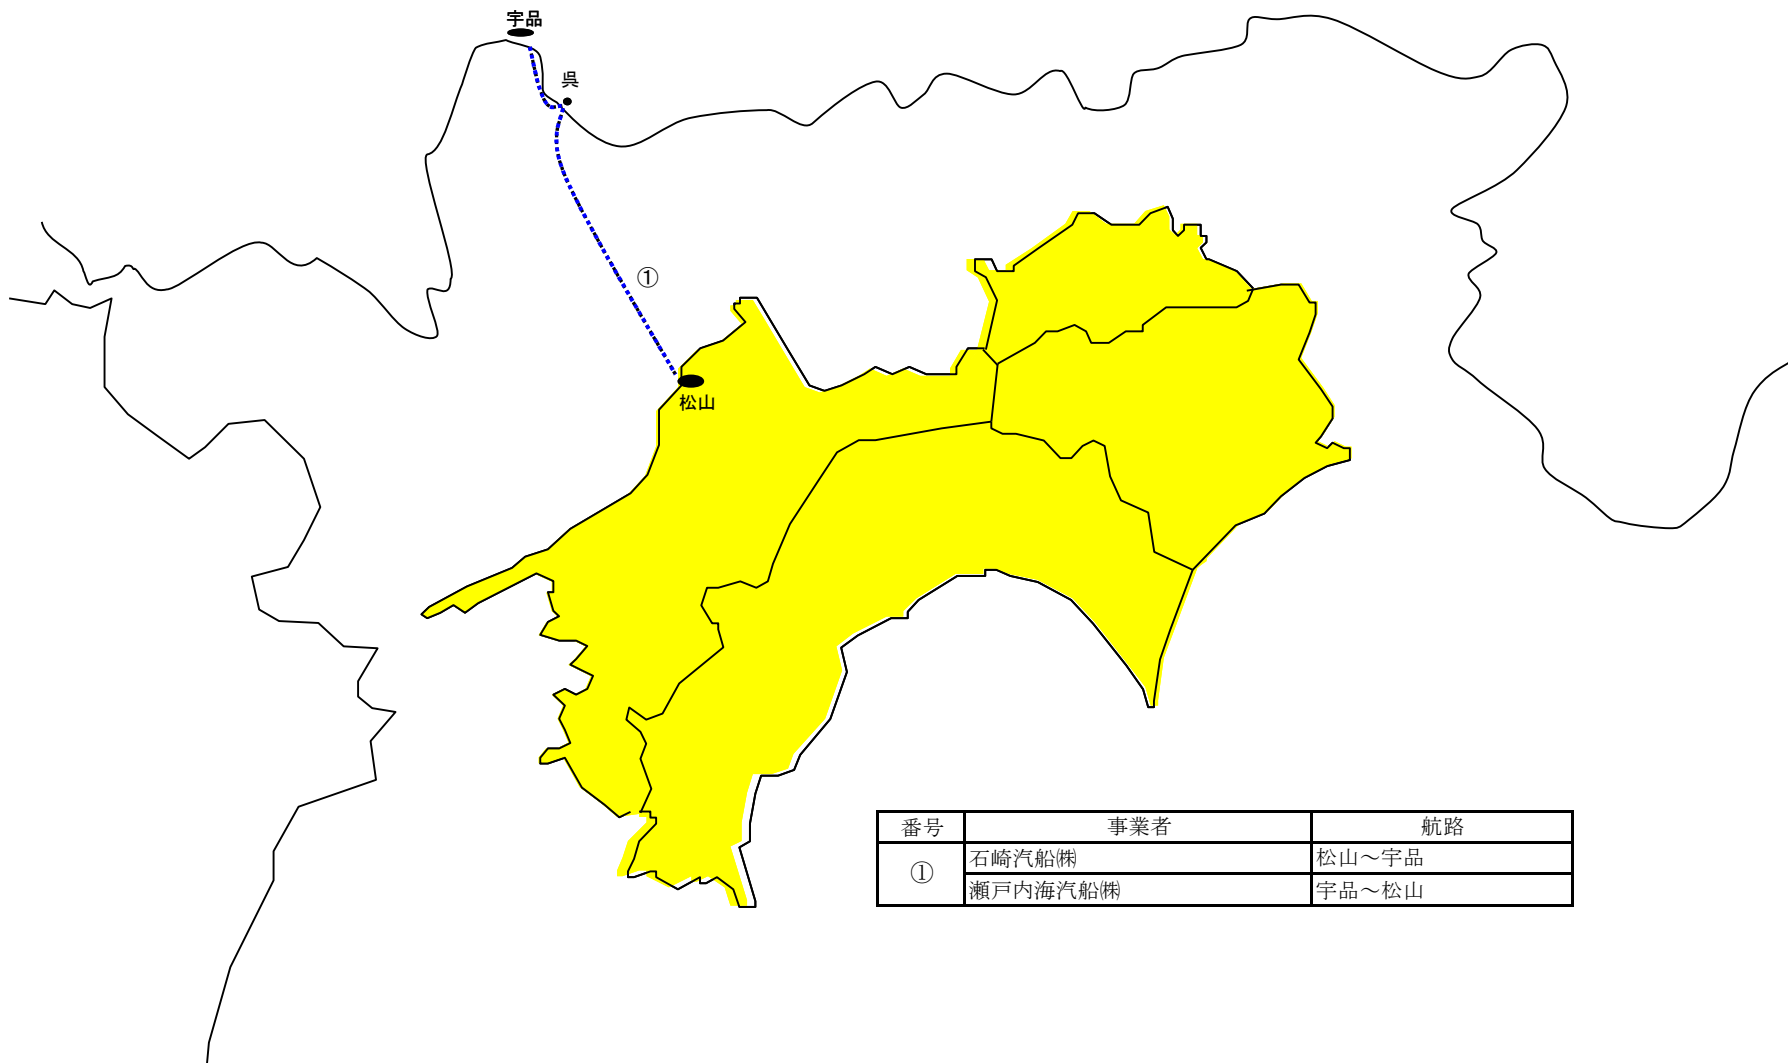 宇品
呉
①
松山
番号 事業者 航路
① 石崎汽船㈱ 松山～宇品
瀬戸内海汽船㈱ 宇品～松山